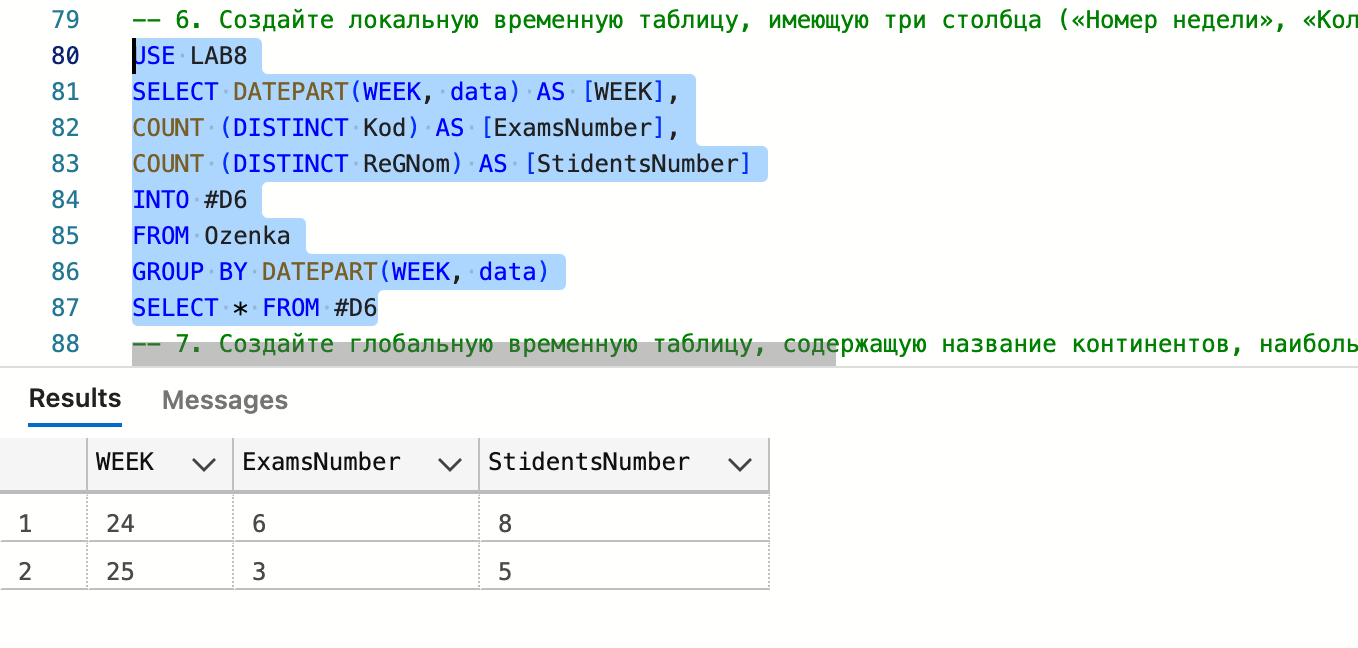 79 -- 6. Создайте локальную временную таблицу, имеющую три столбца («Номер недели», «Кол
80 USE LAB8
81 SELECT DATEPART(WEEK, data) AS [WEEK],
82 COUNT (DISTINCT Kod) AS [ExamsNumber],
83 COUNT (DISTINCT ReGNom) AS [StidentsNumber]
84 INTO #D6
85 FROM Ozenka
86 GROUP BY DATEPART(WEEK, data)
87 SELECT * FROM #D6
88 -- 7. Создайте глобальную временную таблицу, содержащую название континентов, наиболь
Results Messages
WEEK ExamsNumber StidentsNumber
1 24 6 8
2 25 3 5